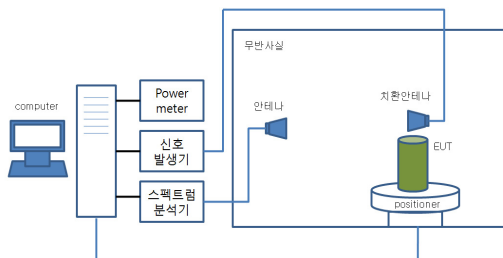 무반사실
computer
Power
meter
안테나
치환안테나
신호
발생기
EUT
스펙트럼
분석기
positioner